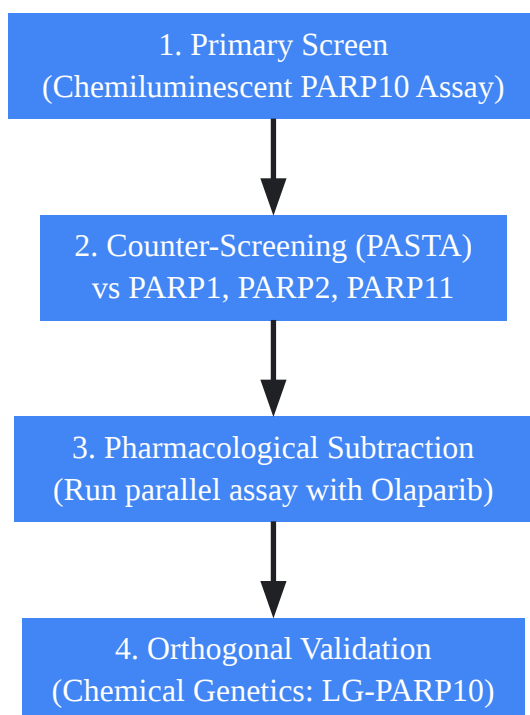 1. Primary Screen
(Chemiluminescent PARP10 Assay)
2. Counter-Screening (PASTA)
vs PARP1, PARP2, PARP11
3. Pharmacological Subtraction
(Run parallel assay with Olaparib)
4. Orthogonal Validation
(Chemical Genetics: LG-PARP10)